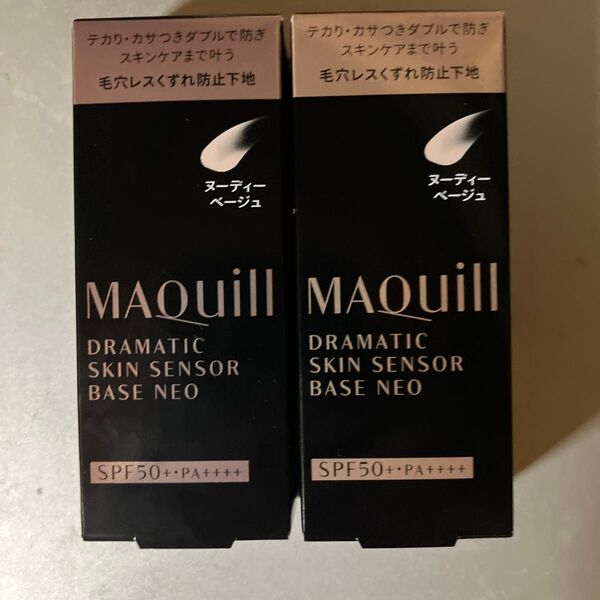 テカリ・カサつきダブルで防ぎ
スキンケアまで叶う
毛穴レスくずれ防止下地
ヌーディー
ベージュ
MAQuill
DRAMATIC
SKIN SENSOR
BASE NEO
SPF50+・PA++++
テカリ・カサつきダブルで防ぎ
スキンケアまで叶う
毛穴レスくずれ防止下地
ヌーディー
ベージュ
MAQuill
DRAMATIC
SKIN SENSOR
BASE NEO
SPF50+・PA++++